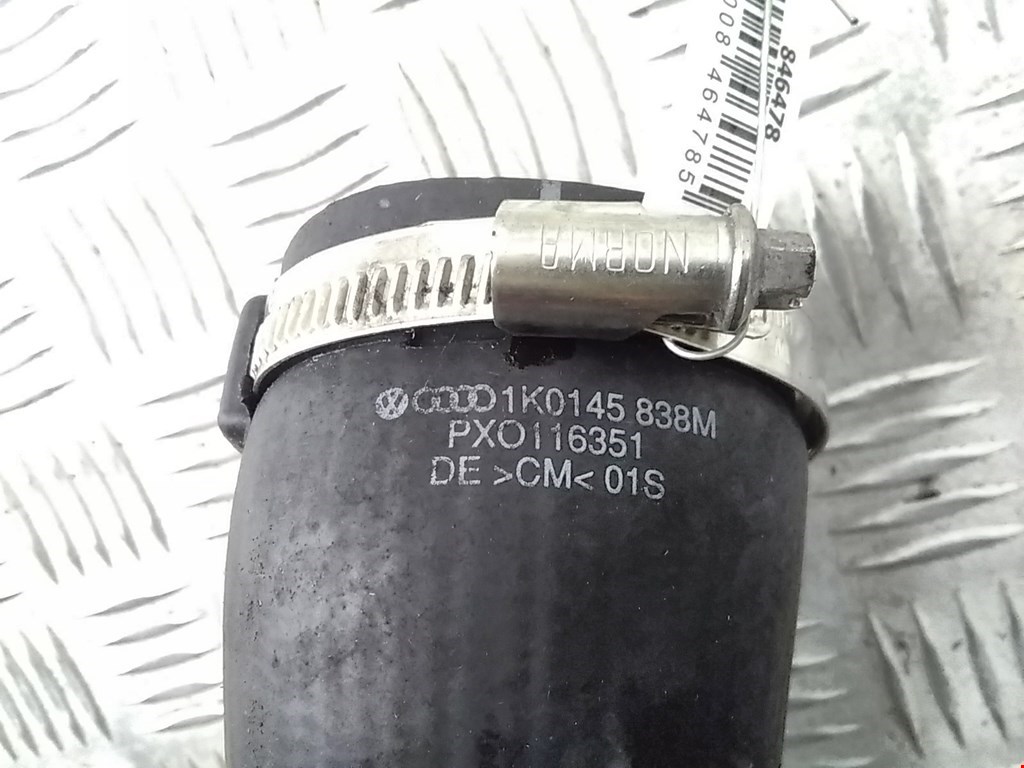 846478
008 464785
NORMA
1K0145 838M
PXO116351
DE >CM< 01S